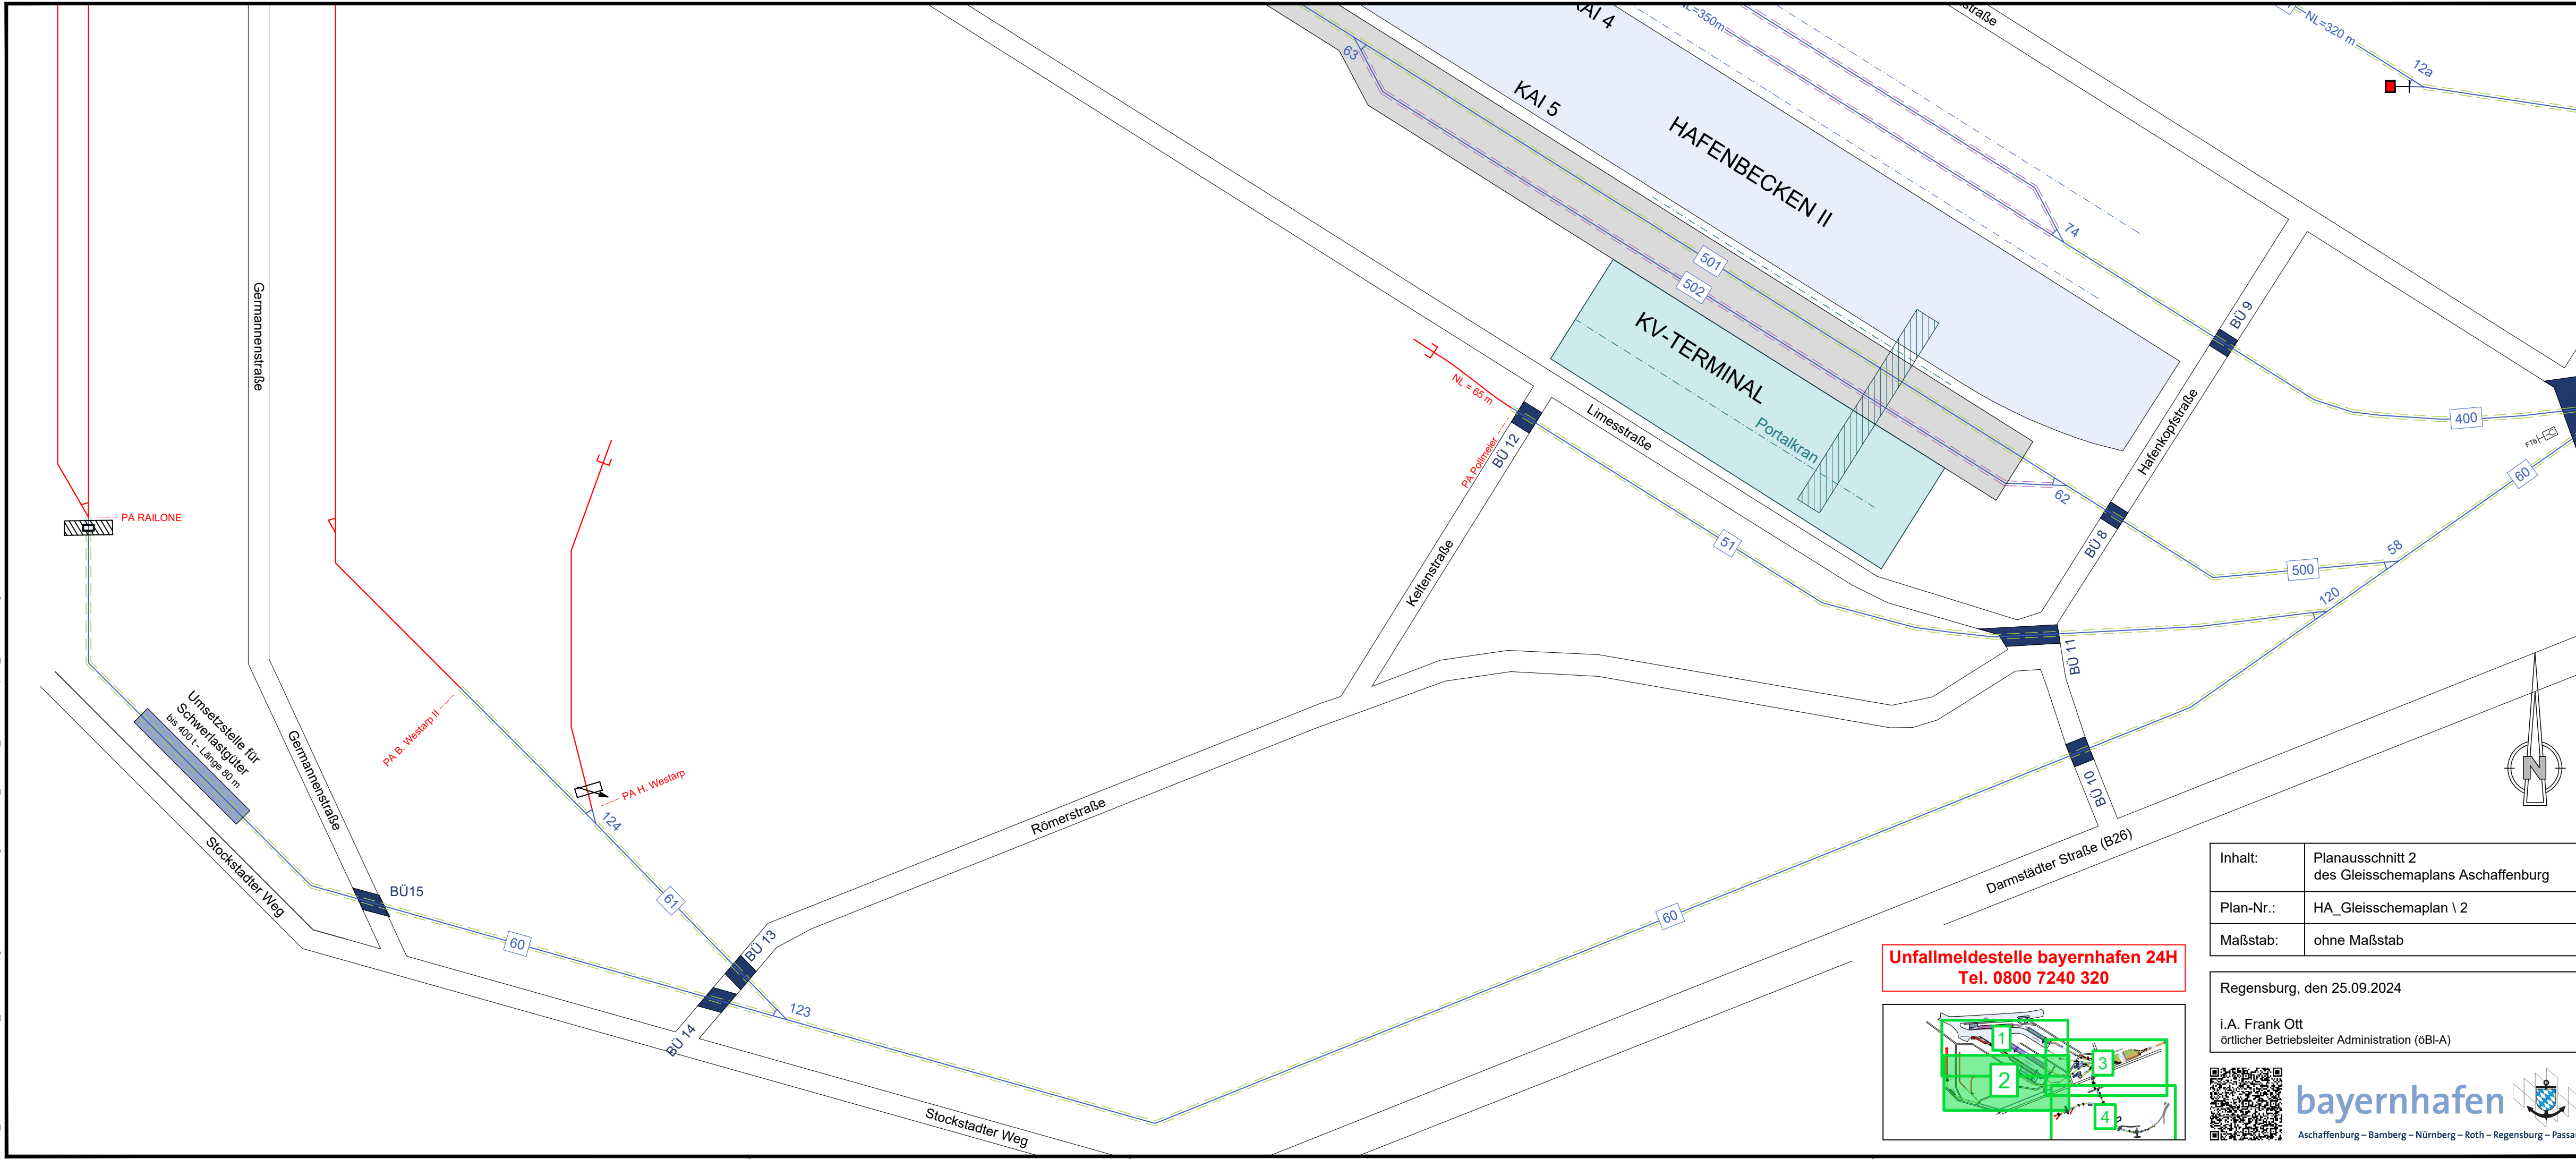 KAI 4
NL=350m
straße
NL=320 m
12a
63
KAI 5
HAFENBECKEN II
74
501
502
KV-TERMINAL
Portalkran
BÜ 9
Hafenkopfstraße
400
FT6
60
NL = 65 m
PA Pollmeier
BÜ 12
Limesstraße
Keltenstraße
51
62
BÜ 8
58
500
120
BÜ 11
BÜ 10
Germannenstraße
PA RAILONE
Umsetzstelle für
Schwerlastgüter
bis 400 t - Länge 80 m
Germannenstraße
PA B. Westarp II
PA H. Westarp
124
61
Römerstraße
Stockstadter Weg
BÜ15
60
BÜ 13
BÜ 14
123
60
Darmstädter Straße (B26)
Stockstadter Weg
N
Inhalt:
Planausschnitt 2
des Gleisschemaplans Aschaffenburg
Plan-Nr.:
HA_Gleisschemaplan \ 2
Maßstab:
ohne Maßstab
Unfallmeldestelle bayernhafen 24H
Tel. 0800 7240 320
1
2
3
4
Regensburg, den 25.09.2024
i.A. Frank Ott
örtlicher Betriebsleiter Administration (öBl-A)
bayernhafen
Aschaffenburg – Bamberg – Nürnberg – Roth – Regensburg – Passa